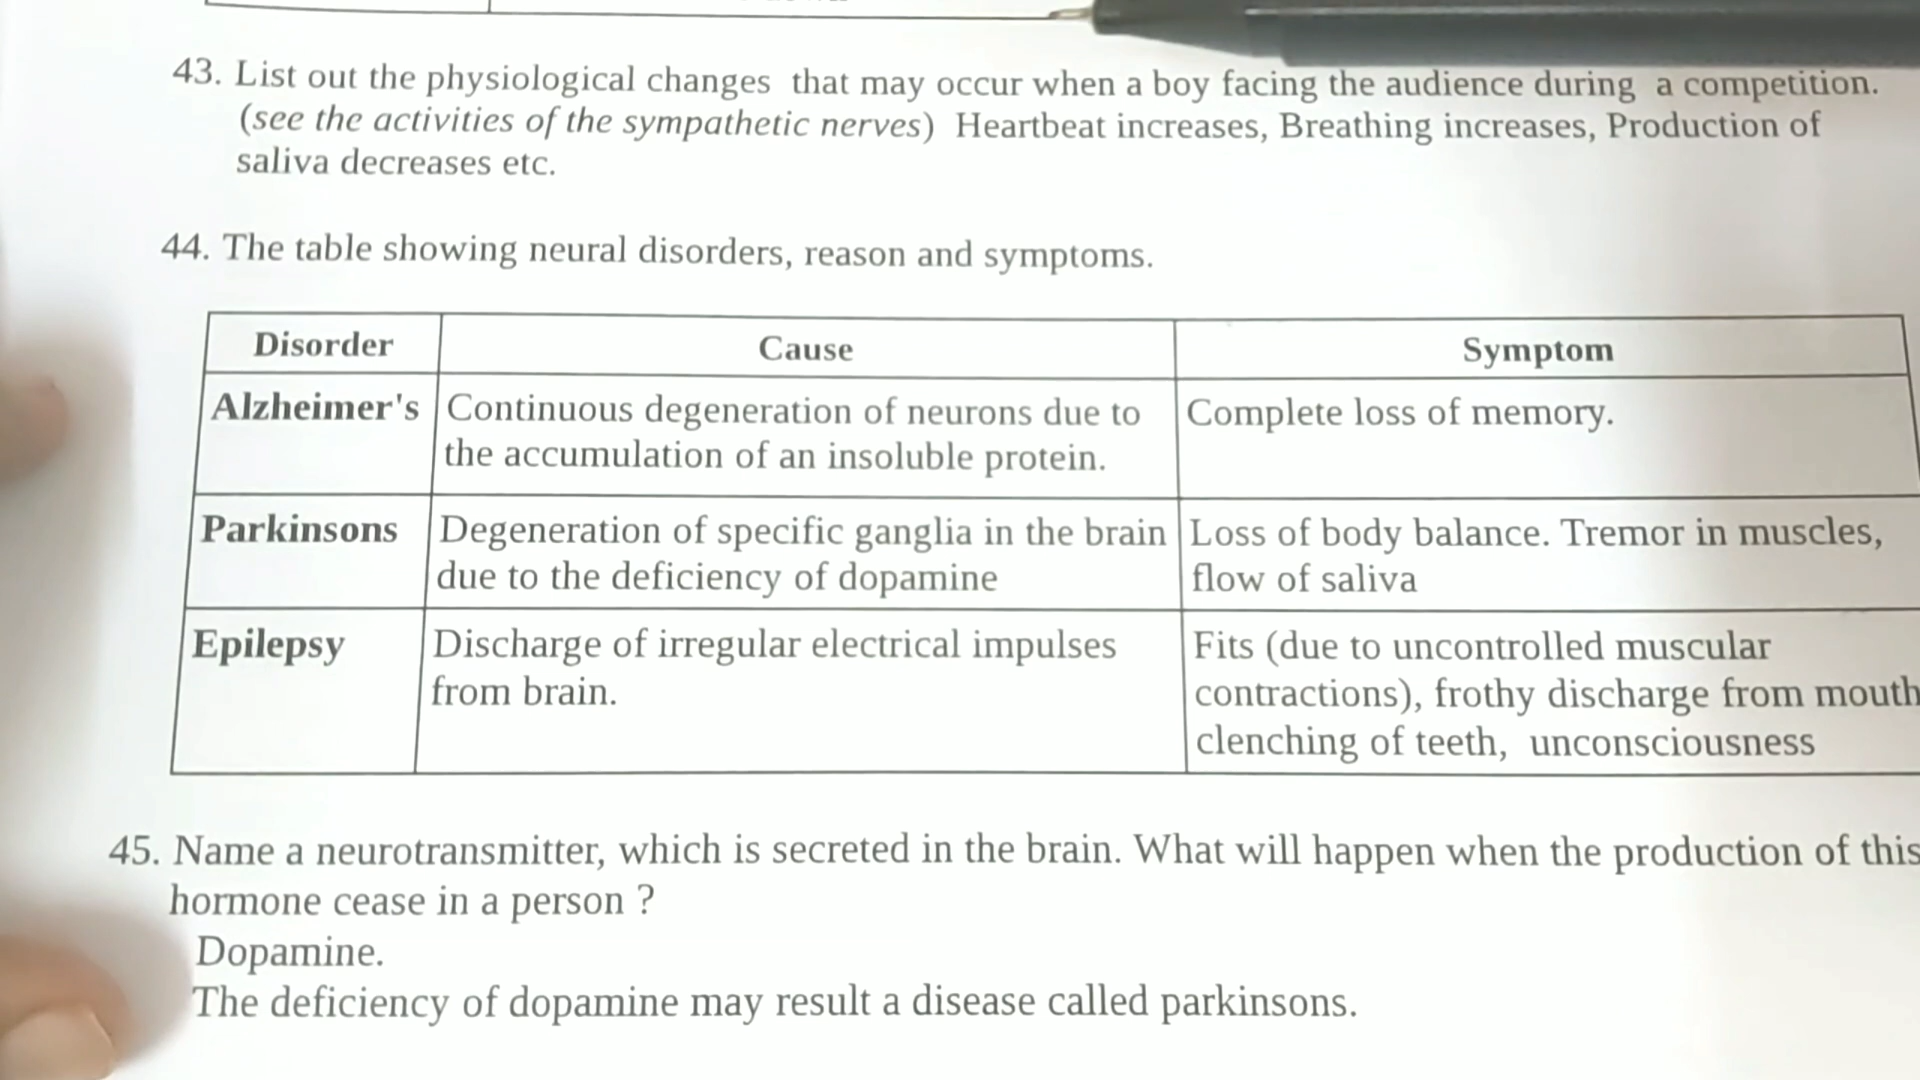 43. List out the physiological changes that may occur when a boy facing the audience during a competition.
(see the activities of the sympathetic nerves) Heartbeat increases, Breathing increases, Production of
saliva decreases etc.
44. The table showing neural disorders, reason and symptoms.
Disorder Cause Symptom
Alzheimer's Continuous degeneration of neurons due to Complete loss of memory.
the accumulation of an insoluble protein.
Parkinsons Degeneration of specific ganglia in the brain Loss of body balance. Tremor in muscles,
due to the deficiency of dopamine flow of saliva
Epilepsy Discharge of irregular electrical impulses Fits (due to uncontrolled muscular
from brain. contractions), frothy discharge from mouth
clenching of teeth, unconsciousness
45. Name a neurotransmitter, which is secreted in the brain. What will happen when the production of this
hormone cease in a person ?
Dopamine.
The deficiency of dopamine may result a disease called parkinsons.